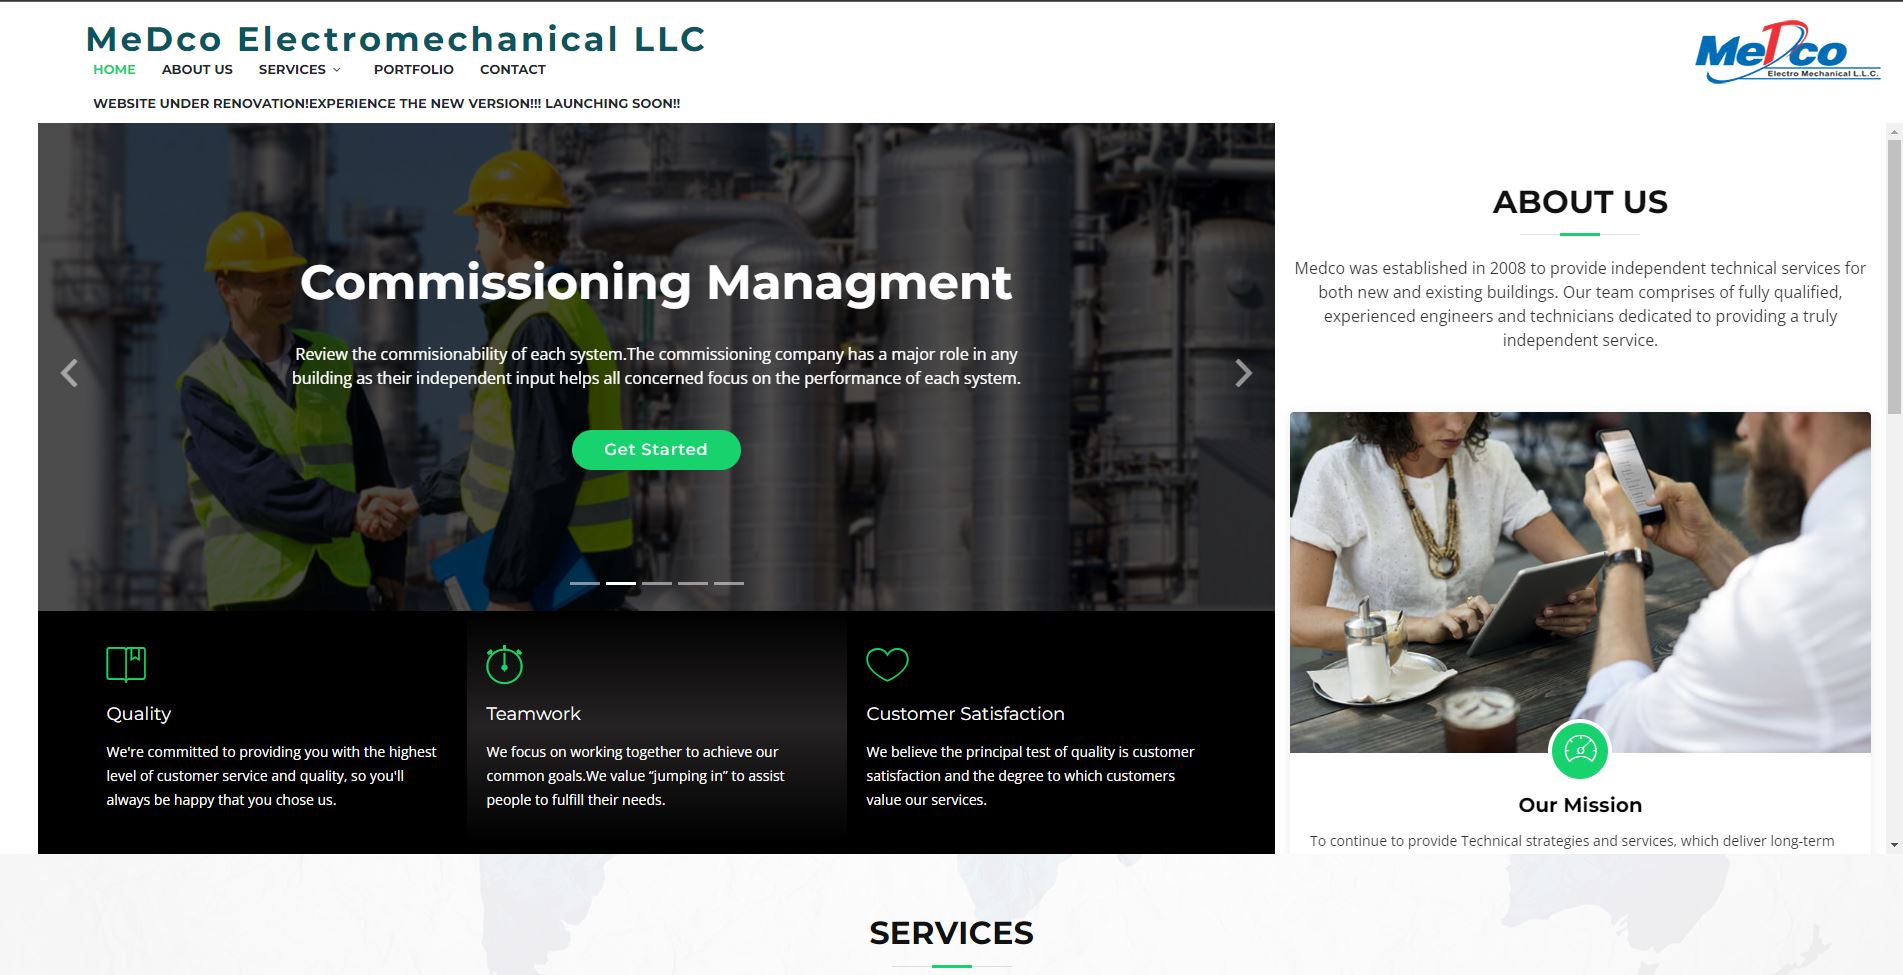 MeDco Electromechanical LLC
HOME ABOUT US SERVICES PORTFOLIO CONTACT
WEBSITE UNDER RENOVATION!EXPERIENCE THE NEW VERSION!!! LAUNCHING SOON!!
MeDco
Electro Mechanical L.L.C.
Commissioning Managment
Review the commisionability of each system.The commissioning company has a major role in any
building as their independent input helps all concerned focus on the performance of each system.
Get Started
Quality
We're committed to providing you with the highest
level of customer service and quality, so you'll
always be happy that you chose us.
Teamwork
We focus on working together to achieve our
common goals.We value “jumping in” to assist
people to fulfill their needs.
Customer Satisfaction
We believe the principal test of quality is customer
satisfaction and the degree to which customers
value our services.
ABOUT US
Medco was established in 2008 to provide independent technical services for
both new and existing buildings. Our team comprises of fully qualified,
experienced engineers and technicians dedicated to providing a truly
independent service.
Our Mission
To continue to provide Technical strategies and services, which deliver long-term
SERVICES